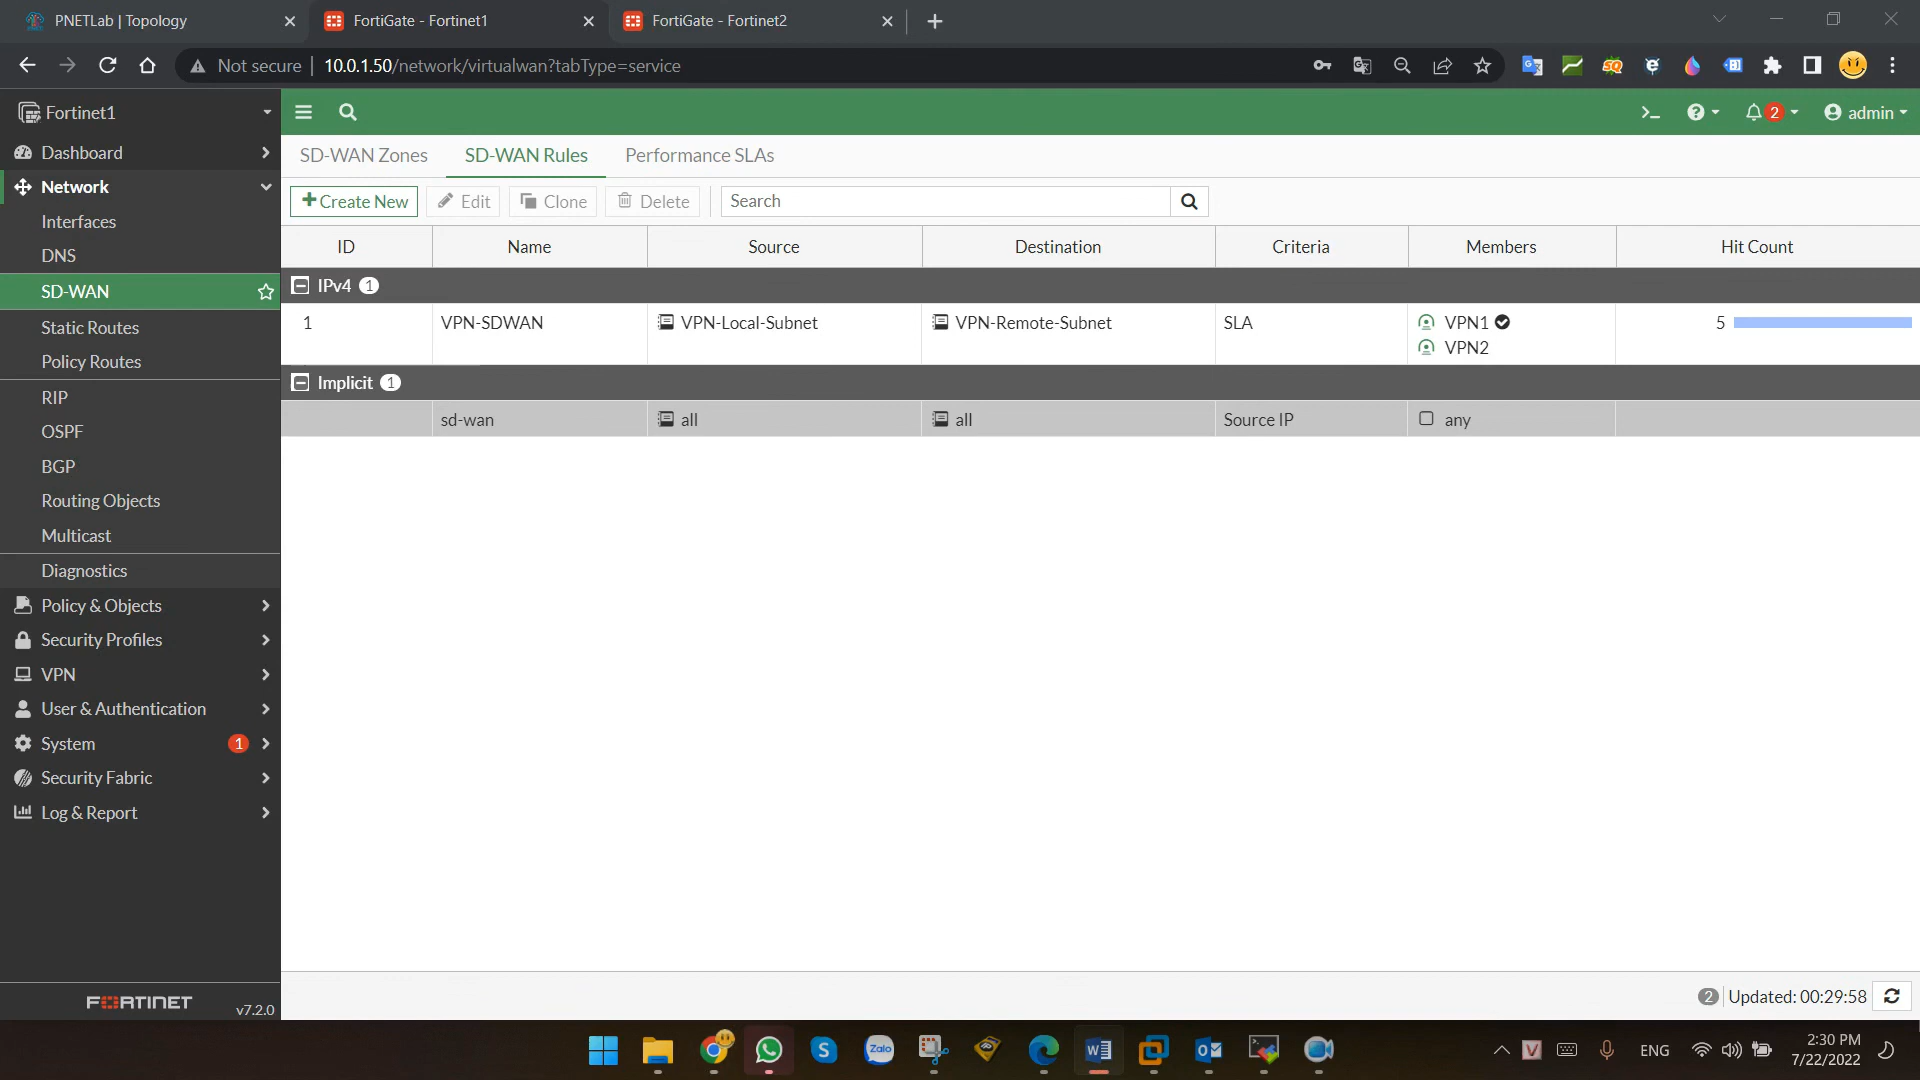 PNETLab | Topology
FortiGate - Fortinet1
FortiGate - Fortinet2
Not secure
10.0.1.50/network/virtualwan?tabType=service
Fortinet1
2
admin
Dashboard
Network
Interfaces
DNS
SD-WAN
Static Routes
Policy Routes
RIP
OSPF
BGP
Routing Objects
Multicast
Diagnostics
Policy & Objects
Security Profiles
VPN
User & Authentication
System 1
Security Fabric
Log & Report
FORTINET v7.2.0
SD-WAN Zones SD-WAN Rules Performance SLAs
Create New Edit Clone Delete Search
ID Name Source Destination Criteria Members Hit Count
IPv4 1
1 VPN-SDWAN VPN-Local-Subnet VPN-Remote-Subnet SLA VPN1 5
VPN2
Implicit 1
sd-wan all all Source IP any
2 Updated: 00:29:58
Zalo
ENG
2:30 PM
7/22/2022